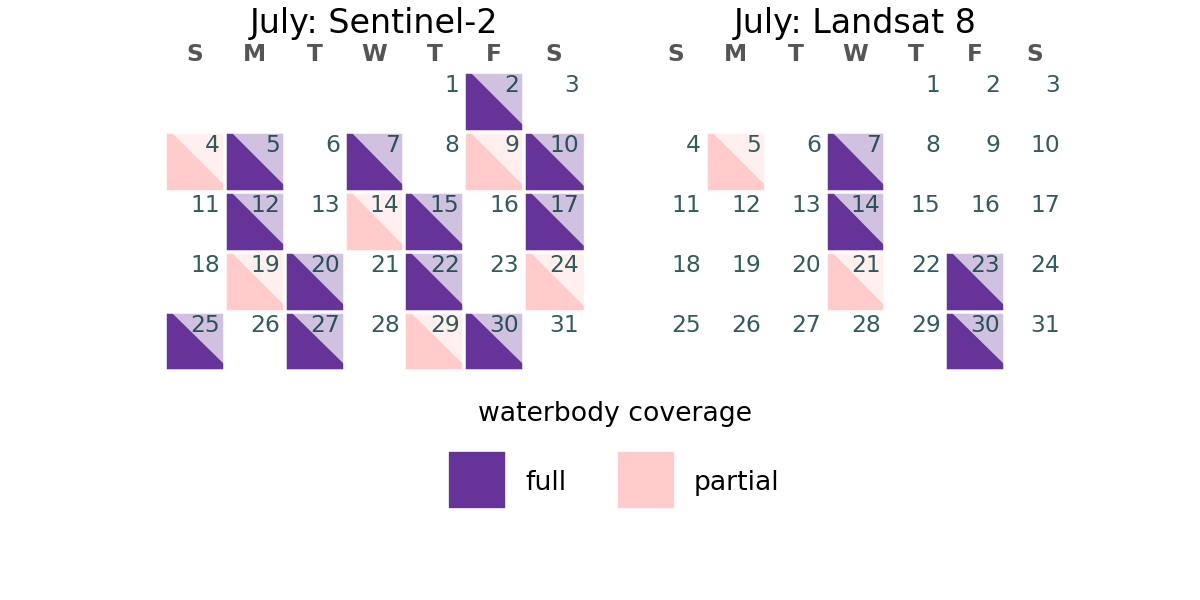 July: Sentinel-2
S M T W T F S
1 2 3
4 5 6 7 8 9 10
11 12 13 14 15 16 17
18 19 20 21 22 23 24
25 26 27 28 29 30 31
July: Landsat 8
S M T W T F S
1 2 3
4 5 6 7 8 9 10
11 12 13 14 15 16 17
18 19 20 21 22 23 24
25 26 27 28 29 30 31
waterbody coverage
full
partial